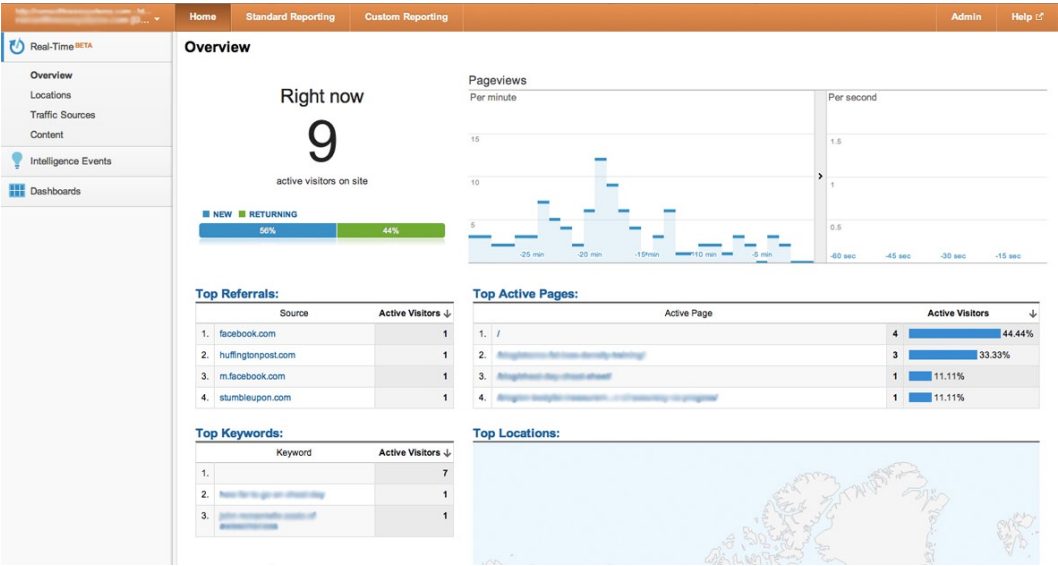 Home Standard Reporting Custom Reporting Admin Help
Real-Time BETA
Overview
Locations
Traffic Sources
Content
Intelligence Events
Dashboards
Overview
Right now
9
active visitors on site
NEW RETURNING
56% 44%
Pageviews
Per minute
15
10
5
-25 min -20 min -15 min -10 min -5 min
Per second
1.5
1
0.5
-60 sec -45 sec -30 sec -15 sec
Top Referrals:
Source Active Visitors
1. facebook.com 1
2. huffingtonpost.com 1
3. m.facebook.com 1
4. stumbleupon.com 1
Top Active Pages:
Active Page Active Visitors
1. / 4 44.44%
2. 3 33.33%
3. 1 11.11%
4. 1 11.11%
Top Keywords:
Keyword Active Visitors
1. 7
2. 1
3. 1
Top Locations: